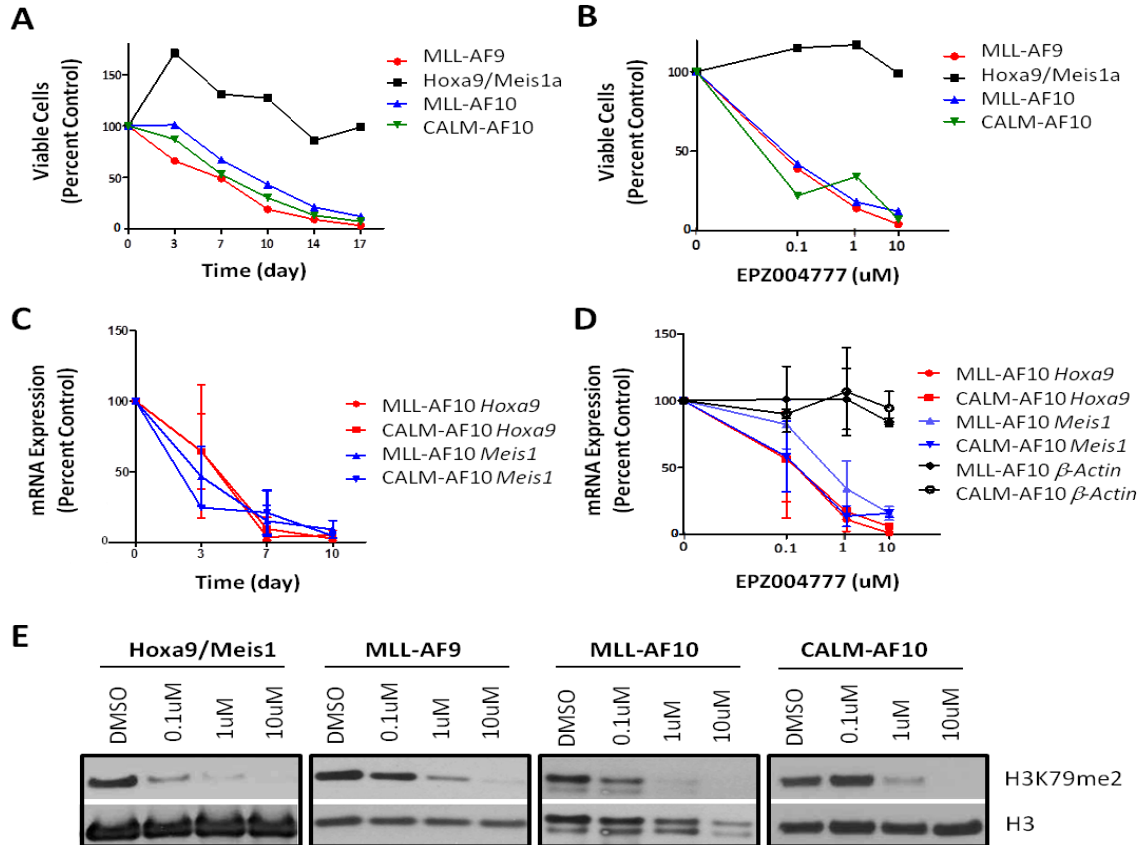 A
Viable Cells
(Percent Control)
150
100
50
0
0 3 7 10 14 17
Time (day)
MLL-AF9
Hoxa9/Meis1a
MLL-AF10
CALM-AF10
B
Viable Cells
(Percent Control)
100
50
0
0 0.1 1 10
EPZ004777 (uM)
MLL-AF9
Hoxa9/Meis1a
MLL-AF10
CALM-AF10
C
mRNA Expression
(Percent Control)
150
100
50
0
0 3 7 10
Time (day)
MLL-AF10 Hoxa9
CALM-AF10 Hoxa9
MLL-AF10 Meis1
CALM-AF10 Meis1
D
mRNA Expression
(Percent Control)
150
100
50
0
0 0.1 1 10
EPZ004777 (uM)
MLL-AF10 Hoxa9
CALM-AF10 Hoxa9
MLL-AF10 Meis1
CALM-AF10 Meis1
MLL-AF10 β-Actin
CALM-AF10 β-Actin
E
Hoxa9/Meis1 MLL-AF9 MLL-AF10 CALM-AF10
DMSO 0.1uM 1uM 10uM DMSO 0.1uM 1uM 10uM DMSO 0.1uM 1uM 10uM DMSO 0.1uM 1uM 10uM
H3K79me2
H3